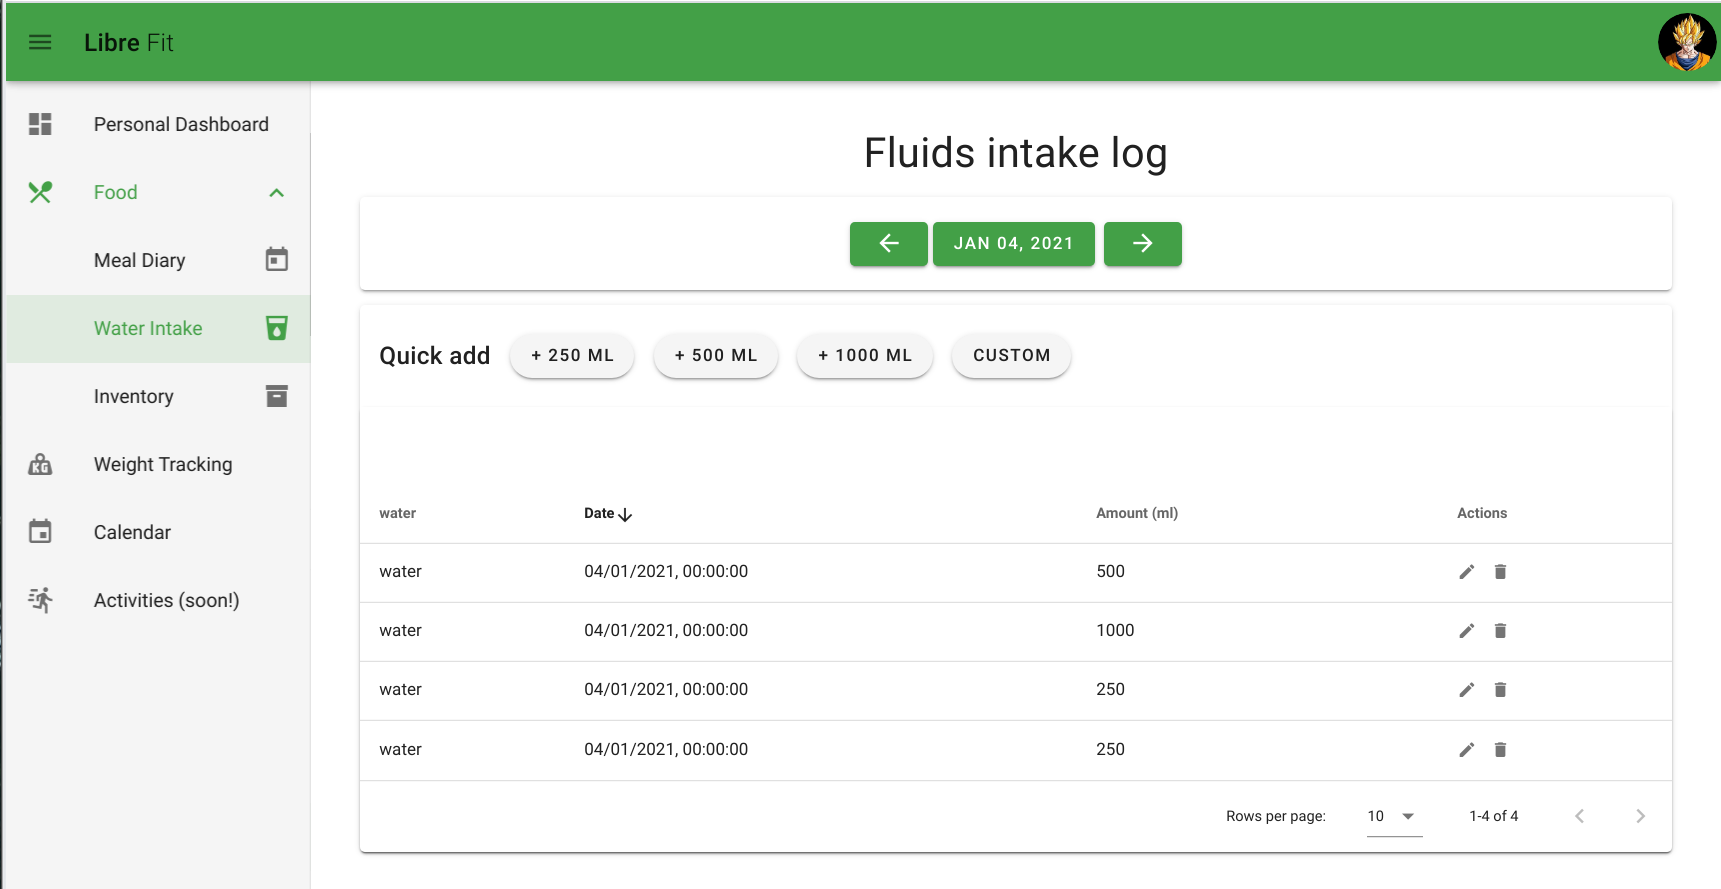 Libre Fit
Personal Dashboard
Food
Meal Diary
Water Intake
Inventory
Weight Tracking
Calendar
Activities (soon!)
Fluids intake log
JAN 04, 2021
Quick add + 250 ML + 500 ML + 1000 ML CUSTOM
water Date Amount (ml) Actions
water 04/01/2021, 00:00:00 500
water 04/01/2021, 00:00:00 1000
water 04/01/2021, 00:00:00 250
water 04/01/2021, 00:00:00 250
Rows per page: 10 1-4 of 4